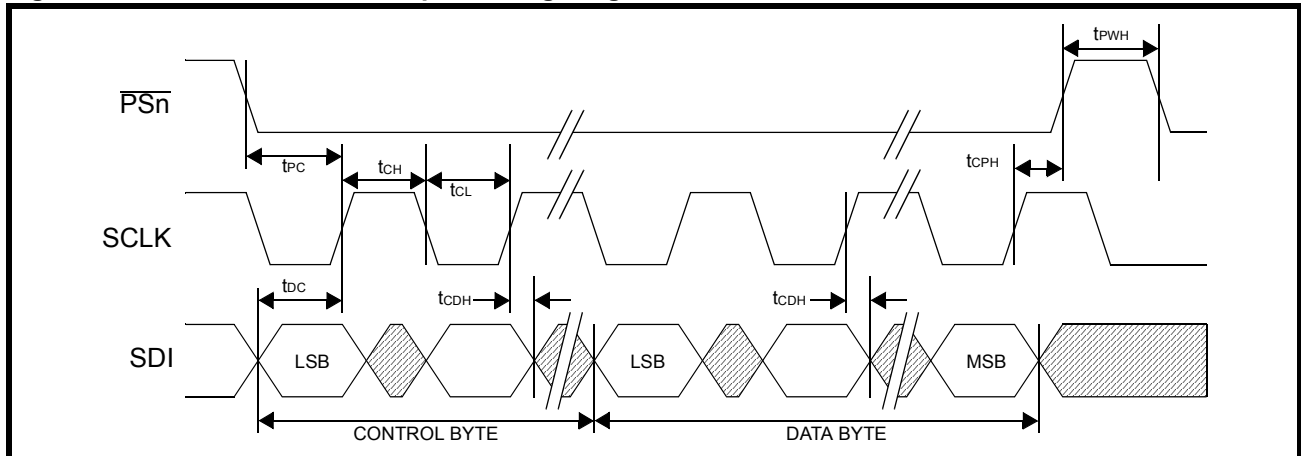 tPWH
PSn
tPC
tCH
tCL
tCPH
SCLK
tDC
tCDH
tCDH
SDI
LSB
LSB
MSB
CONTROL BYTE
DATA BYTE